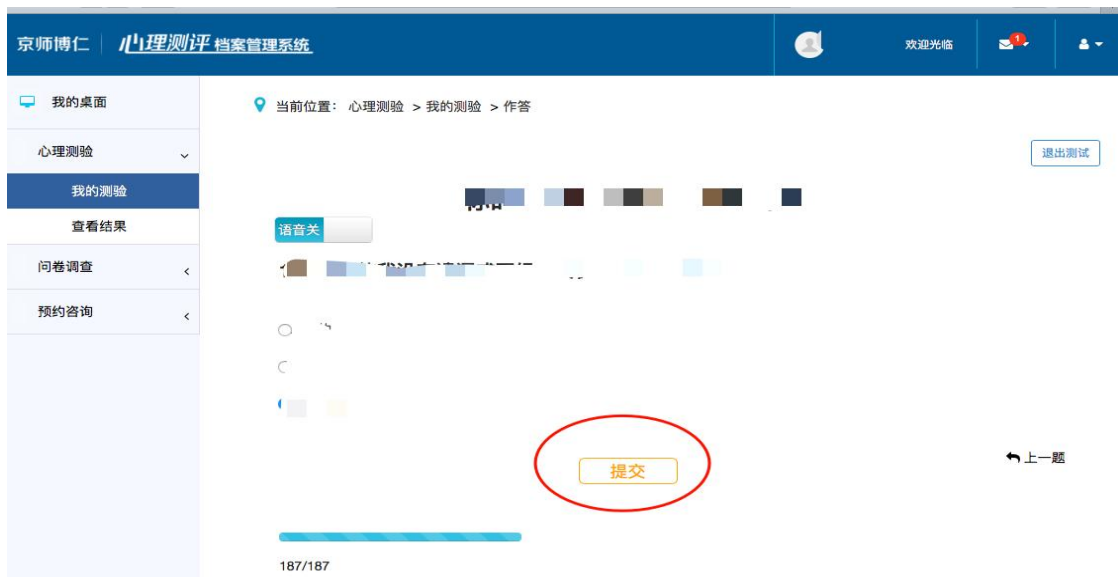 京师博仁 心理测评 档案管理系统
欢迎光临
1
我的桌面
当前位置: 心理测验 > 我的测验 > 作答
心理测验
退出测试
我的测验
查看结果
语音关
问卷调查
预约咨询
提交
上一题
187/187